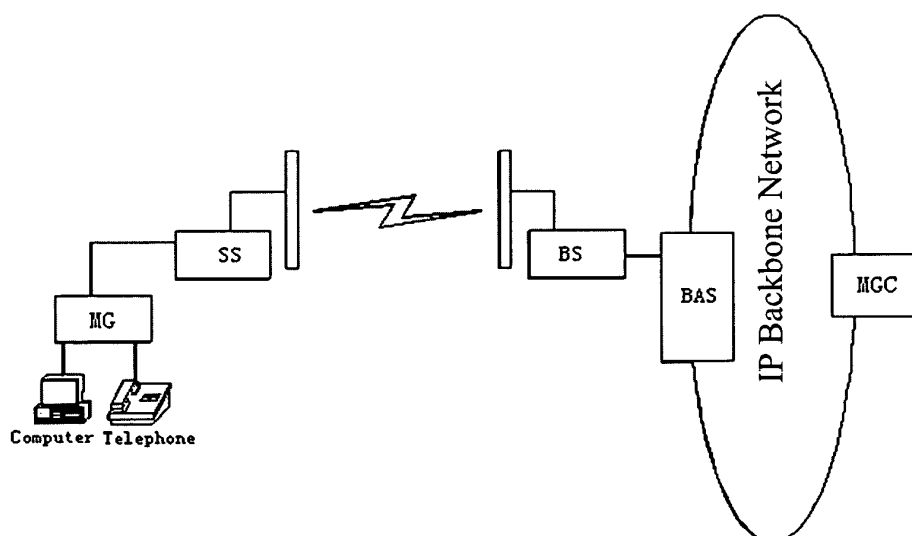 SS
MG
Computer Telephone
BS
BAS
IP Backbone Network
MGC